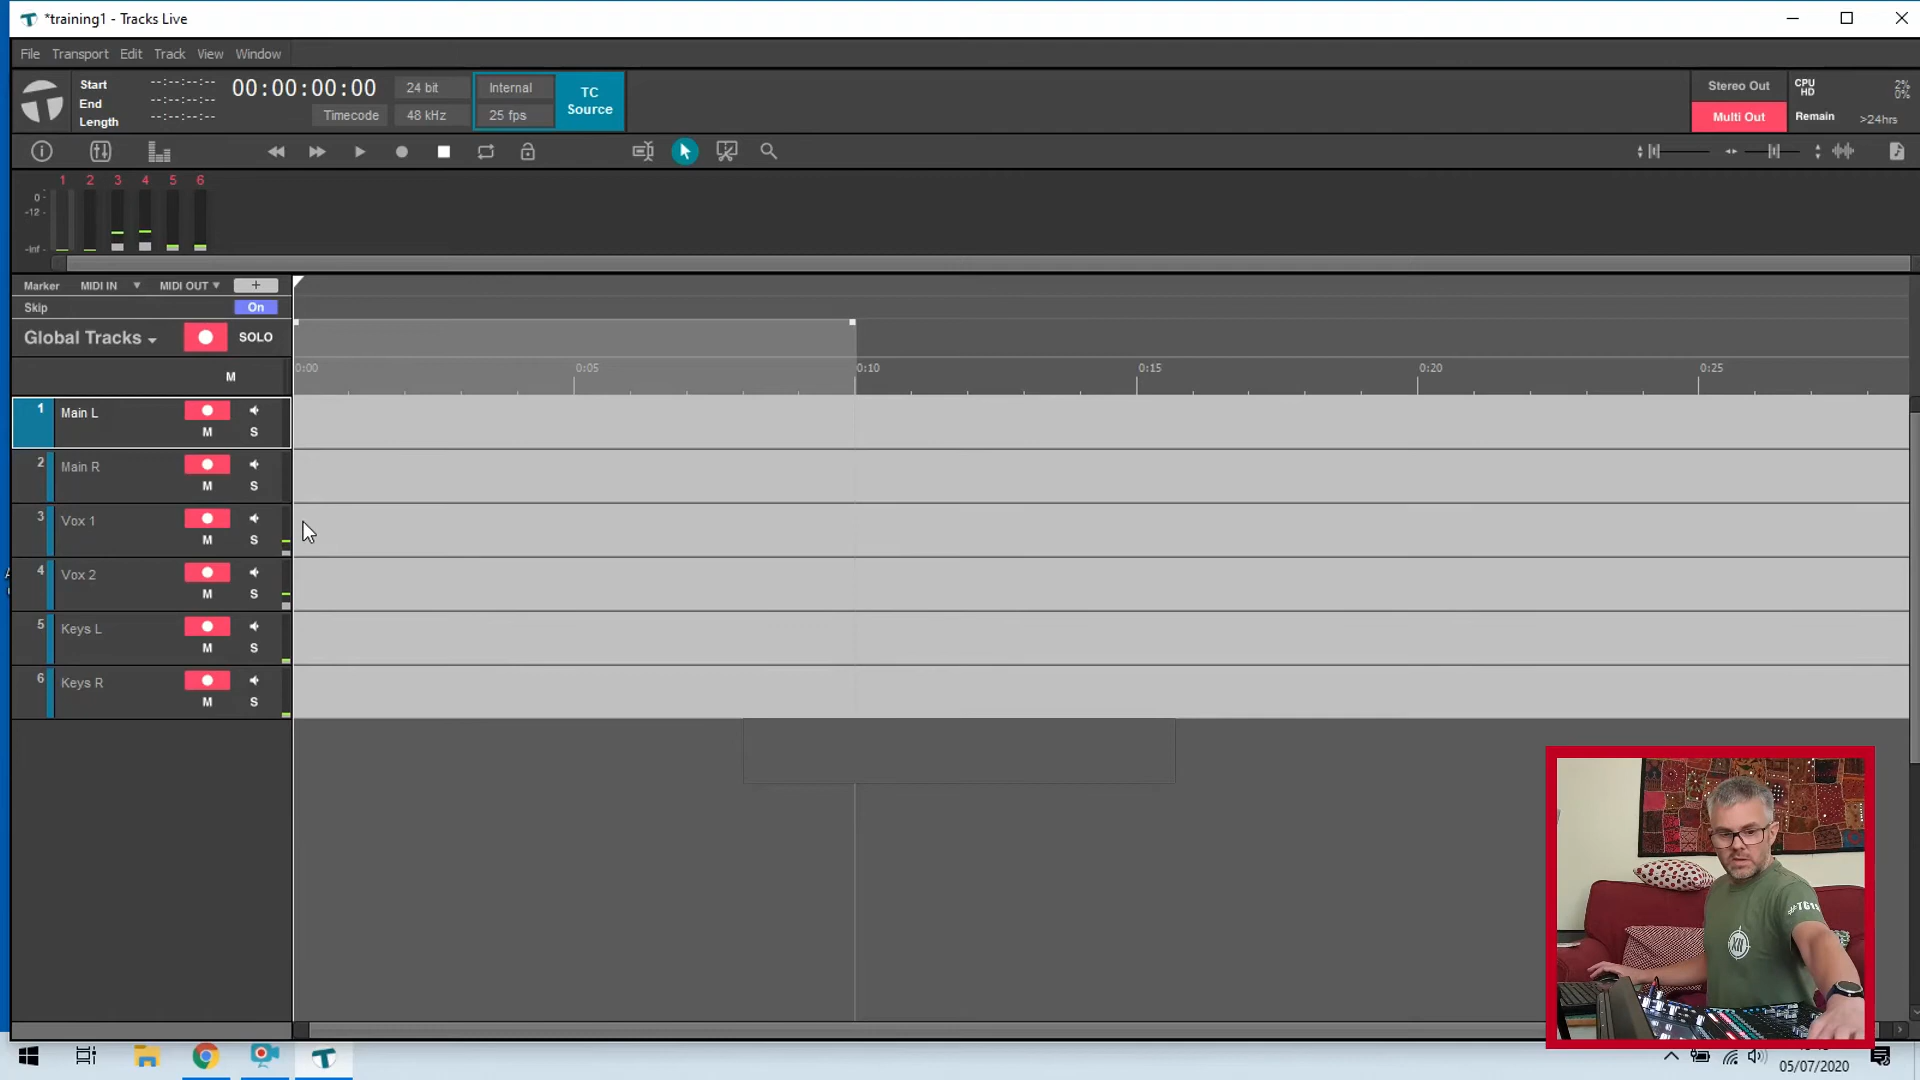 *training1 - Tracks Live
File Transport Edit Track View Window
Start --:--:--:--
End --:--:--:--
Length --:--:--:--
00:00:00:00
Timecode
24 bit
48 kHz
Internal
25 fps
TC
Source
Stereo Out
Multi Out
CPU 2%
HD 0%
Remain >24hrs
1 2 3 4 5 6
0
-12
-Inf
Marker MIDI IN MIDI OUT +
Skip On
Global Tracks SOLO
0:00 0:05 0:10 0:15 0:20 0:25
M
1 Main L
M S
2 Main R
M S
3 Vox 1
M S
4 Vox 2
M S
5 Keys L
M S
6 Keys R
M S
05/07/2020